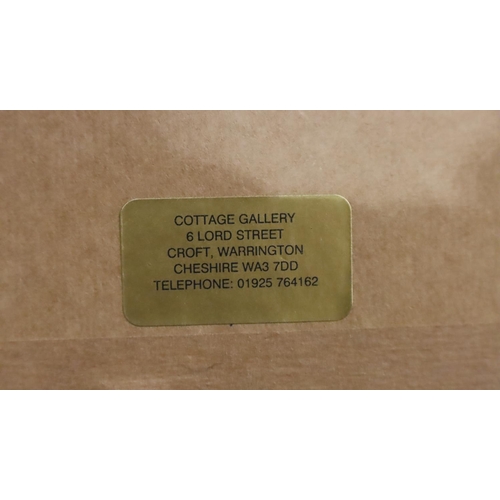 COTTAGE GALLERY
6 LORD STREET
CROFT, WARRINGTON
CHESHIRE WA3 7DD
TELEPHONE: 01925 764162